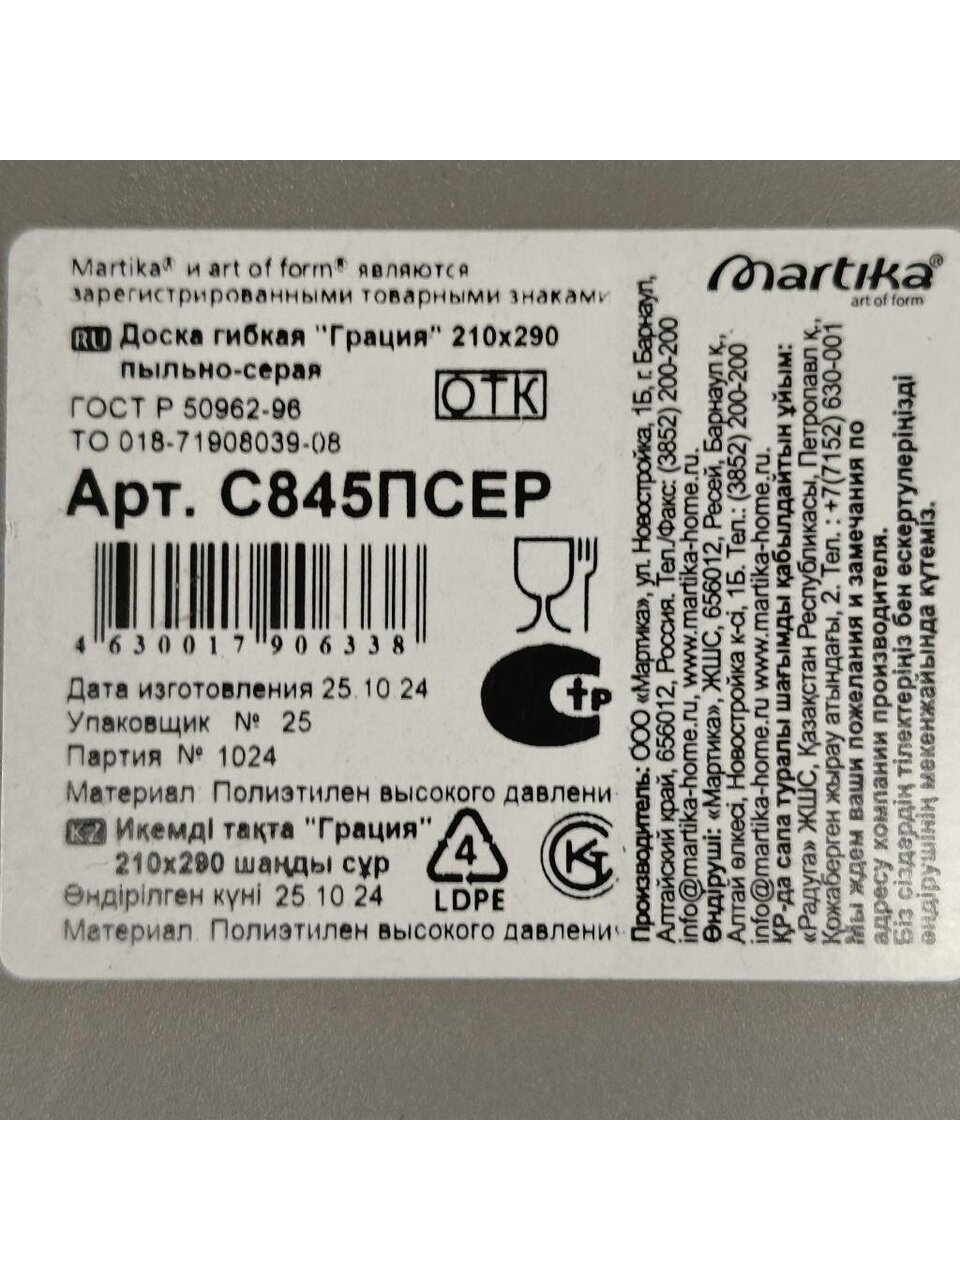 Martika® и art of form® являются
зарегистрированными товарными знаками
RU Доска гибкая "Грация" 210х290
пыльно-серая
ГОСТ Р 50962-96
ТО 018-71908039-08
ОТК
Арт. С845ПСЕР
4 630017 906338
Дата изготовления 25.10.24
Упаковщик № 25
Партия № 1024
Материал: Полиэтилен высокого давлени
KZ Икемді тақта "Грация"
210х290 шаңды сұр
Өндірілген күні 25.10.24
Материал: Полиэтилен высокого давлени
4
LDPE
Martika®
art of form
Производитель: ООО «Мартика», ул. Новостройка, 1Б, г. Барнаул,
Алтайский край, 656012, Россия. Тел./Факс: (3852) 200-200
info@martika-home.ru, www.martika-home.ru.
Өндіруші: «Мартика», ЖШС, 656012, Ресей, Барнаул қ.,
Алтай өлкесі, Новостройка к-сі, 1Б. Тел.: (3852) 200-200
info@martika-home.ru www.martika-home.ru.
ҚР-да сапа туралы шағымды қабылдайтын ұйым:
«Радуга» ЖШС, Қазақстан Республикасы, Петропавл қ.,
Кожаберген жырау атындағы, 2. Тел. : +7(7152) 630-001
Мы ждем ваши пожелания и замечания по
адресу компании производителя.
Біз сіздердің тілектеріңіз бен ескертулеріңізді
өндірушінің мекенжайында күтеміз.